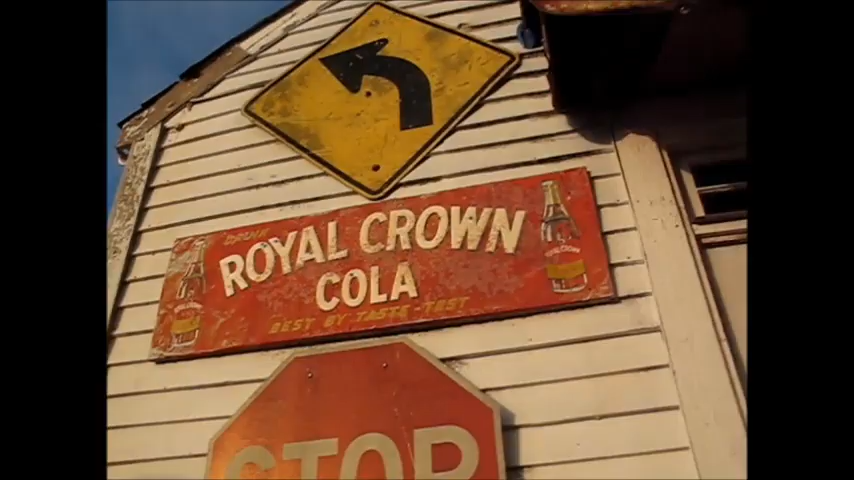 DRINK
ROYAL CROWN
COLA
BEST BY TASTE-TEST
STOP